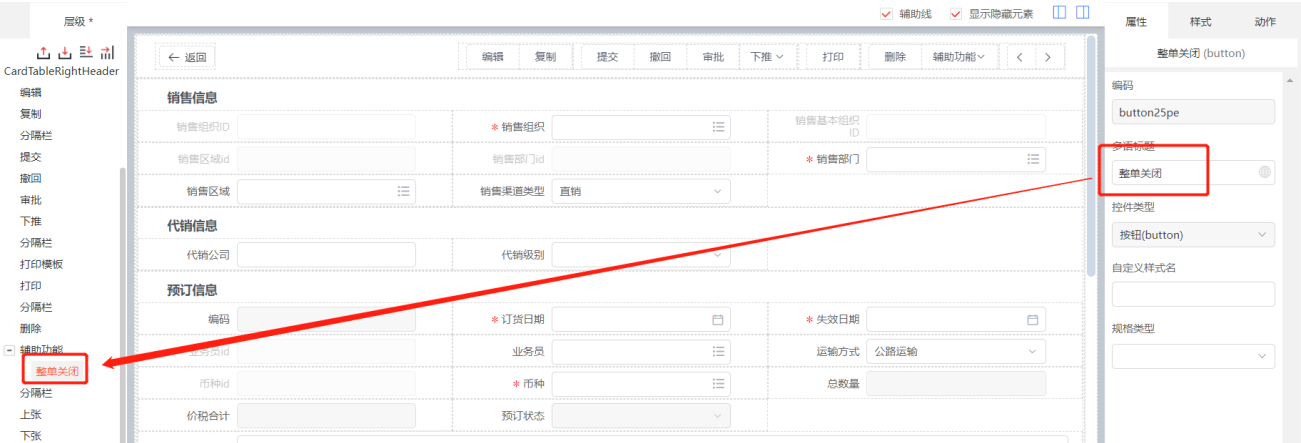 层级 *
辅助线 显示隐藏元素
属性 样式 动作
CardTableRightHeader
编辑
复制
分隔栏
提交
撤回
审批
下推
分隔栏
打印模板
打印
分隔栏
删除
辅助功能
整单关闭
分隔栏
上张
下张
返回 编辑 复制 提交 撤回 审批 下推 打印 删除 辅助功能
销售信息
销售组织ID * 销售组织 销售基本组织
ID
销售区域id 销售部门id * 销售部门
销售区域 销售渠道类型 直销
代销信息
代销公司 代销级别
预订信息
编码 * 订货日期 * 失效日期
业务员id 业务员 运输方式 公路运输
币种id * 币种 总数量
价税合计 预订状态
整单关闭 (button)
编码
button25pe
多语标题
整单关闭
控件类型
按钮(button)
自定义样式名
规格类型